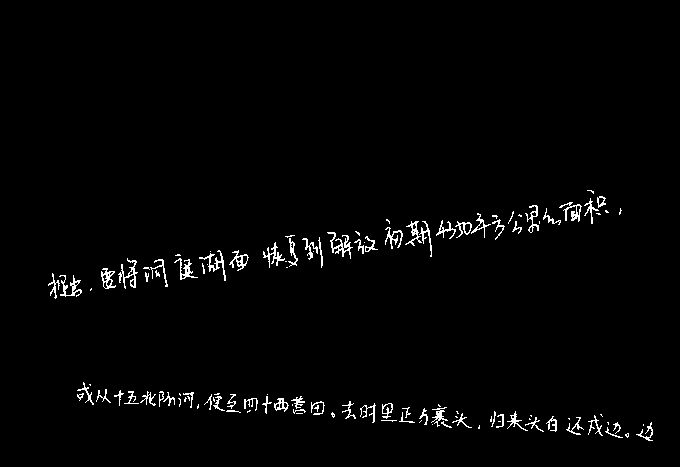 提出，要将洞庭湖面恢复到解放初期4350平方公里的面积，
或从十五北防河，便至四十西营田。去时里正与裹头，归来头白还戍边。边